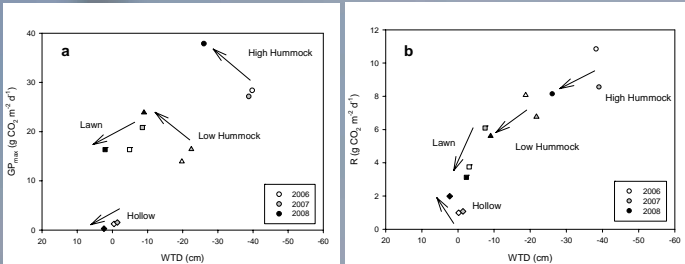 a
GPmax (g CO2 m-2 d-1)
40
30
20
10
0
High Hummock
Lawn
Low Hummock
Hollow
2006
2007
2008
20 10 0 -10 -20 -30 -40 -50 -60
WTD (cm)
b
R (g CO2 m-2 d-1)
12
10
8
6
4
2
0
High Hummock
Lawn
Low Hummock
Hollow
2006
2007
2008
20 10 0 -10 -20 -30 -40 -50 -60
WTD (cm)